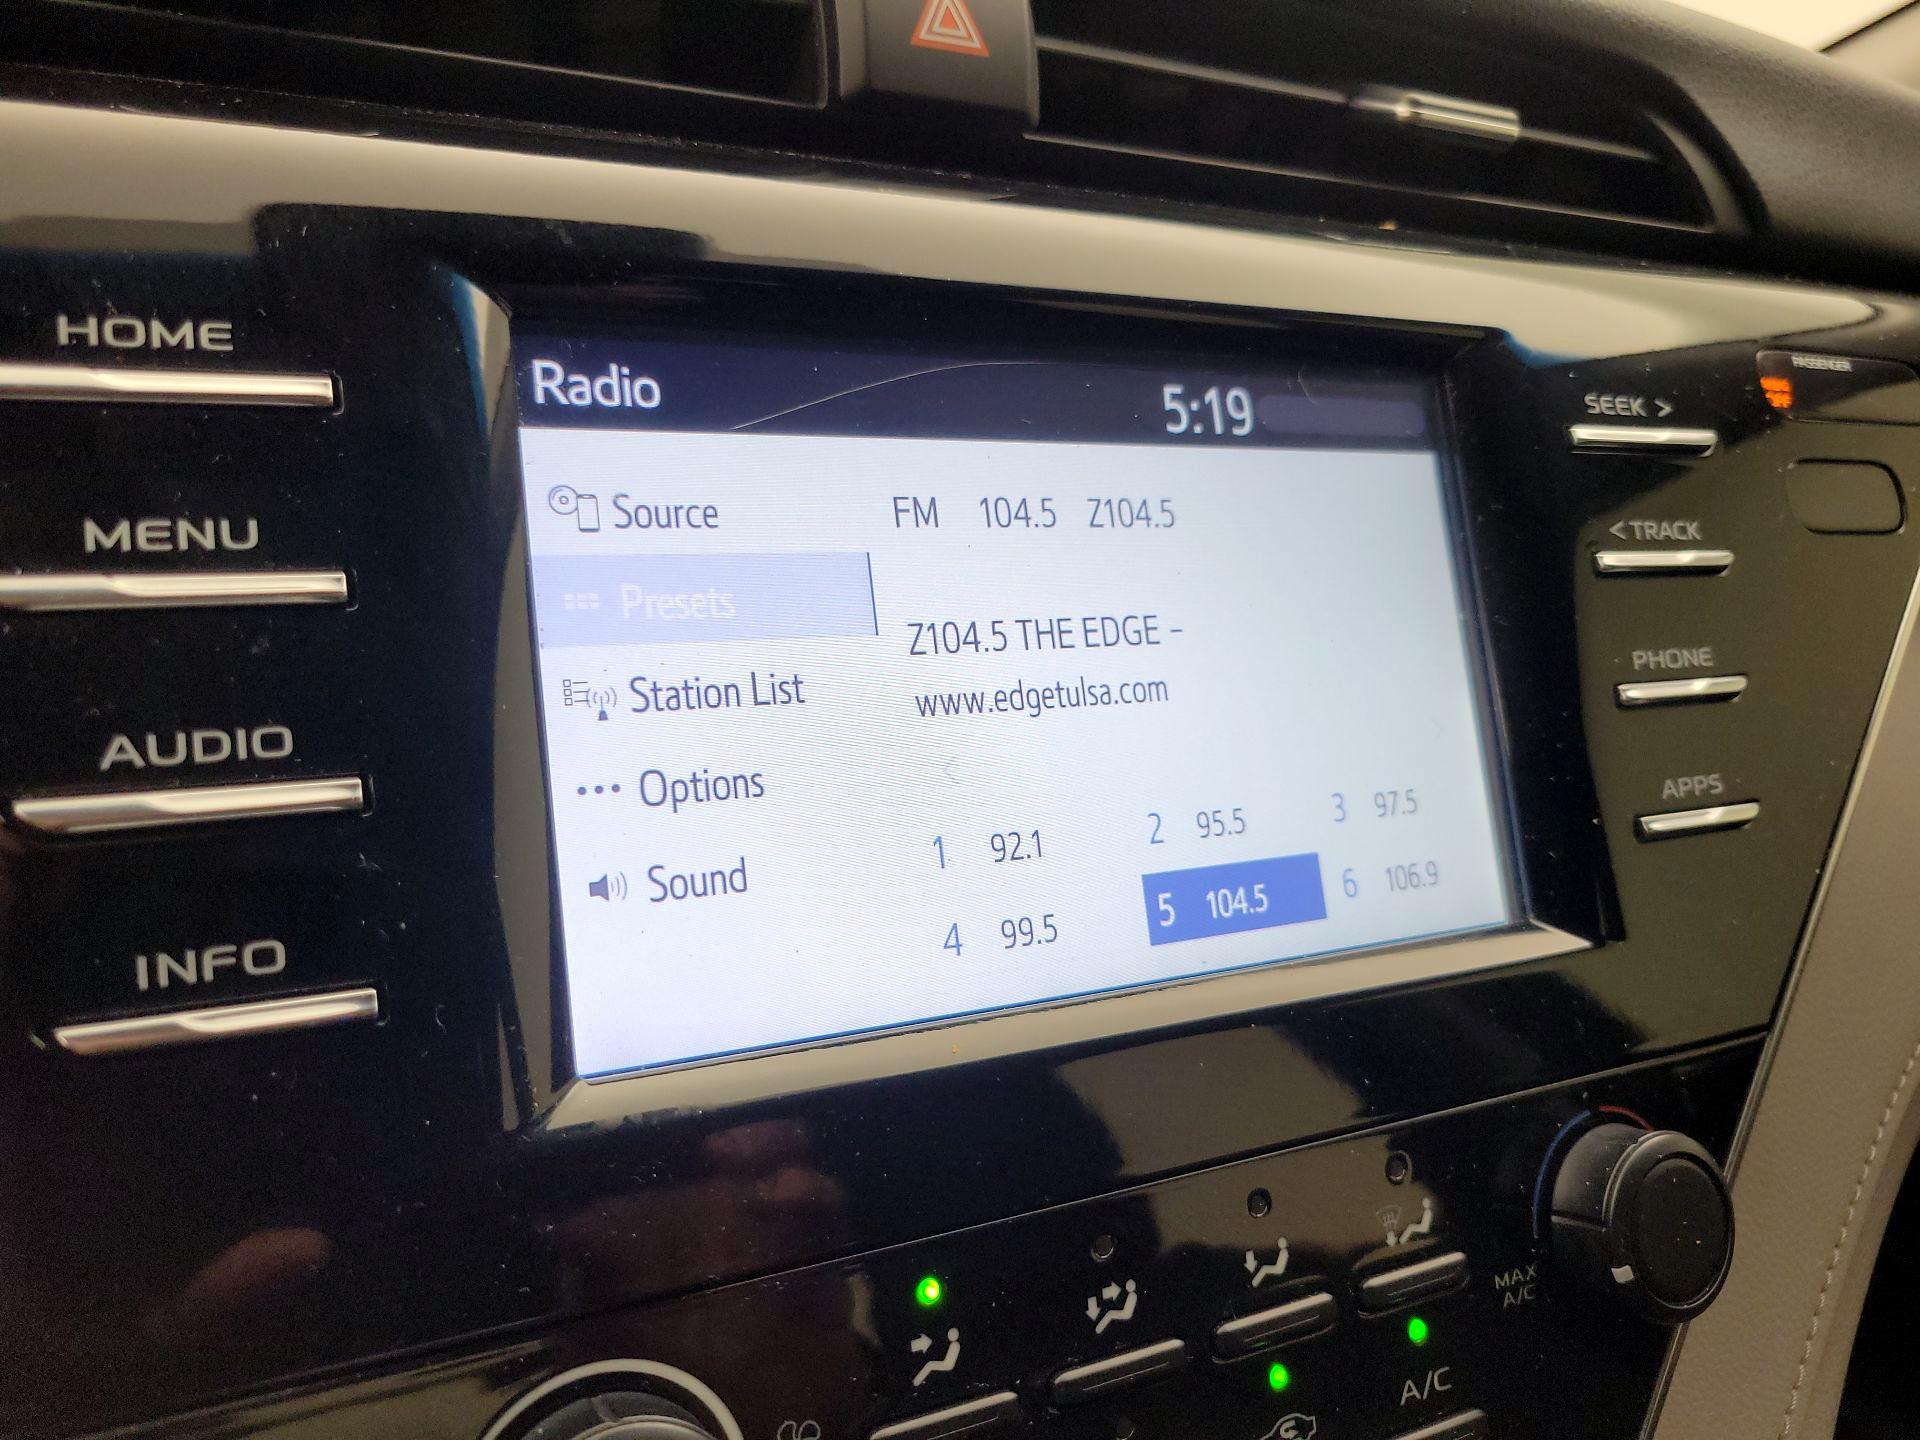 HOME
MENU
AUDIO
INFO
Radio 5:19
Source FM 104.5 Z104.5
Presets
Z104.5 THE EDGE -
Station List
www.edgetulsa.com
Options
<
1 92.1 2 95.5 3 97.5
Sound
4 99.5 5 104.5 6 106.9
PASSENGER
OFF
SEEK >
< TRACK
PHONE
APPS
MAX
A/C
A/C